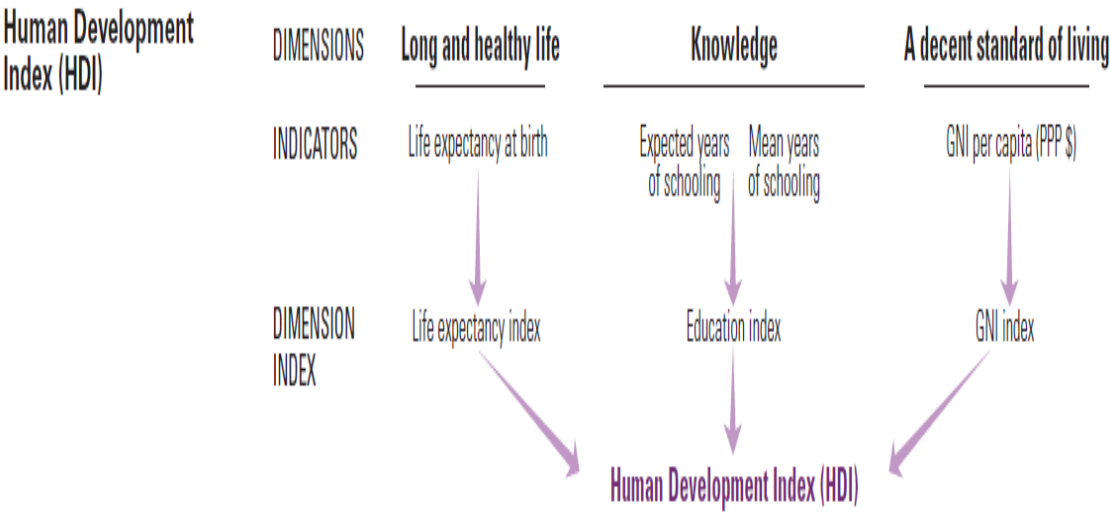 Human Development
Index (HDI)
DIMENSIONS
Long and healthy life
Knowledge
A decent standard of living
INDICATORS
Life expectancy at birth
Expected years
of schooling
Mean years
of schooling
GNI per capita (PPP $)
DIMENSION
INDEX
Life expectancy index
Education index
GNI index
Human Development Index (HDI)